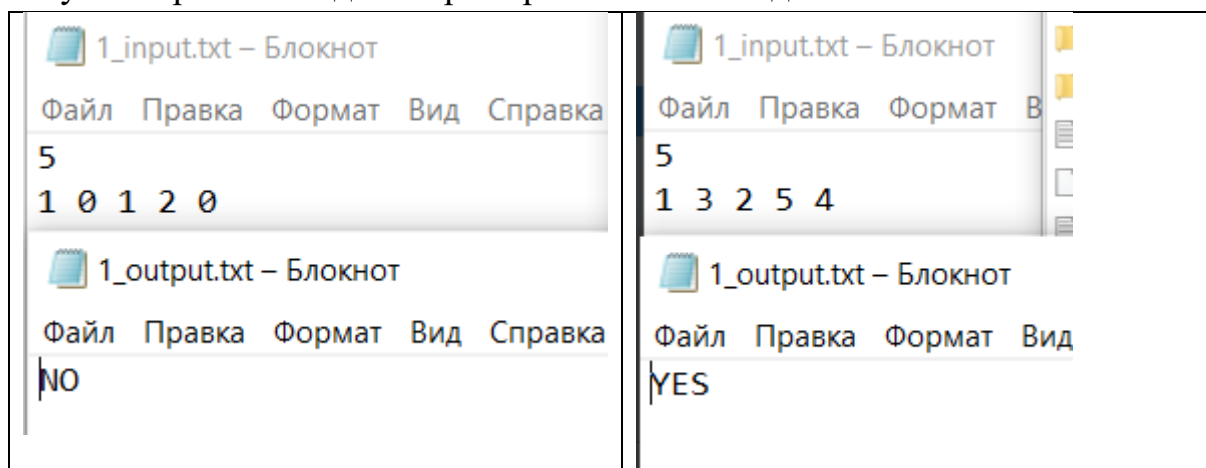 1_input.txt – Блокнот
Файл Правка Формат Вид Справка
5
1 0 1 2 0
1_output.txt – Блокнот
Файл Правка Формат Вид Справка
NO
1_input.txt – Блокнот
Файл Правка Формат В
5
1 3 2 5 4
1_output.txt – Блокнот
Файл Правка Формат Вид
YES